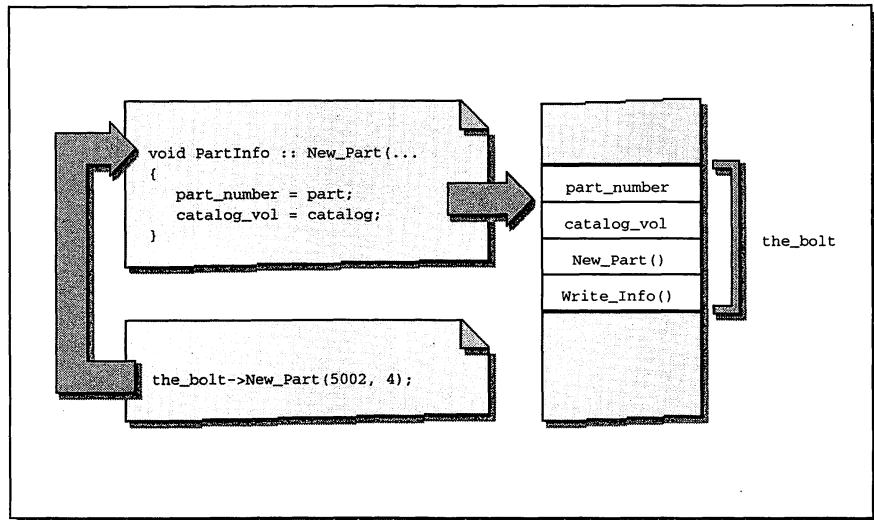 void PartInfo :: New_Part(...
{
part_number = part;
catalog_vol = catalog;
}
the_bolt->New_Part(5002, 4);
part_number
catalog_vol
New_Part()
Write_Info()
the_bolt